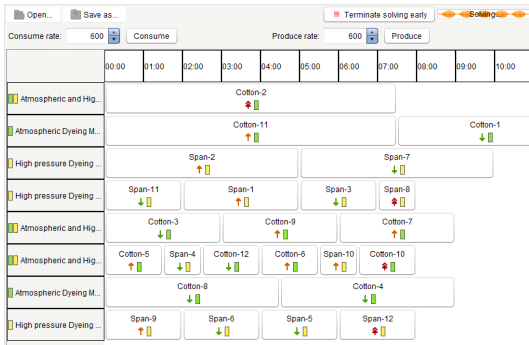 Open... Save as... Terminate solving early Solving...
Consume rate: 600 Consume Produce rate: 600 Produce
00:00 01:00 02:00 03:00 04:00 05:00 06:00 07:00 08:00 09:00 10:00
Atmospheric and Hig... Cotton-2
Atmospheric Dyeing M... Cotton-11 Cotton-1
High pressure Dyeing ... Span-2 Span-7
High pressure Dyeing ... Span-11 Span-1 Span-3 Span-8
Atmospheric and Hig... Cotton-3 Cotton-9 Cotton-7
Atmospheric and Hig... Cotton-5 Span-4 Cotton-12 Cotton-6 Span-10 Cotton-10
Atmospheric Dyeing M... Cotton-8 Cotton-4
High pressure Dyeing ... Span-9 Span-6 Span-5 Span-12